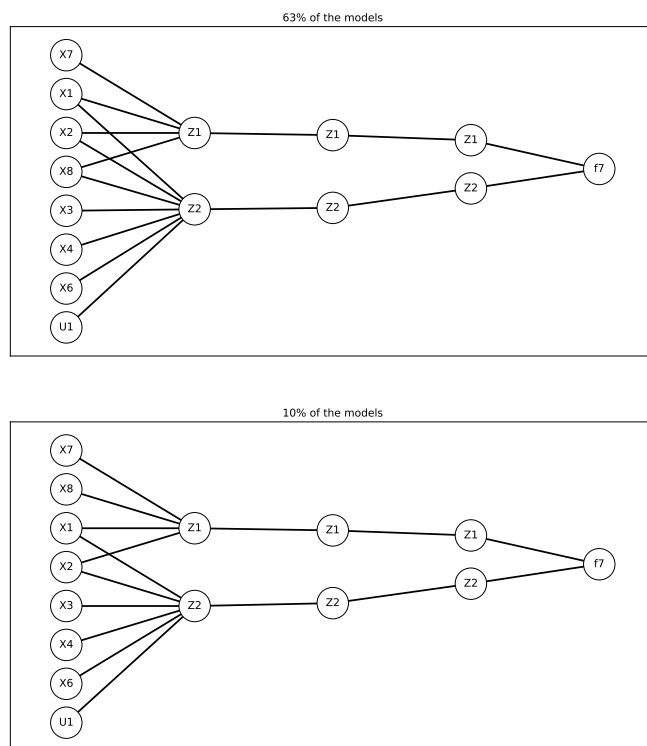 63% of the models
X7
X1
X2
X8
X3
X4
X6
U1
Z1
Z2
Z1
Z2
Z1
Z2
f7
10% of the models
X7
X8
X1
X2
X3
X4
X6
U1
Z1
Z2
Z1
Z2
Z1
Z2
f7